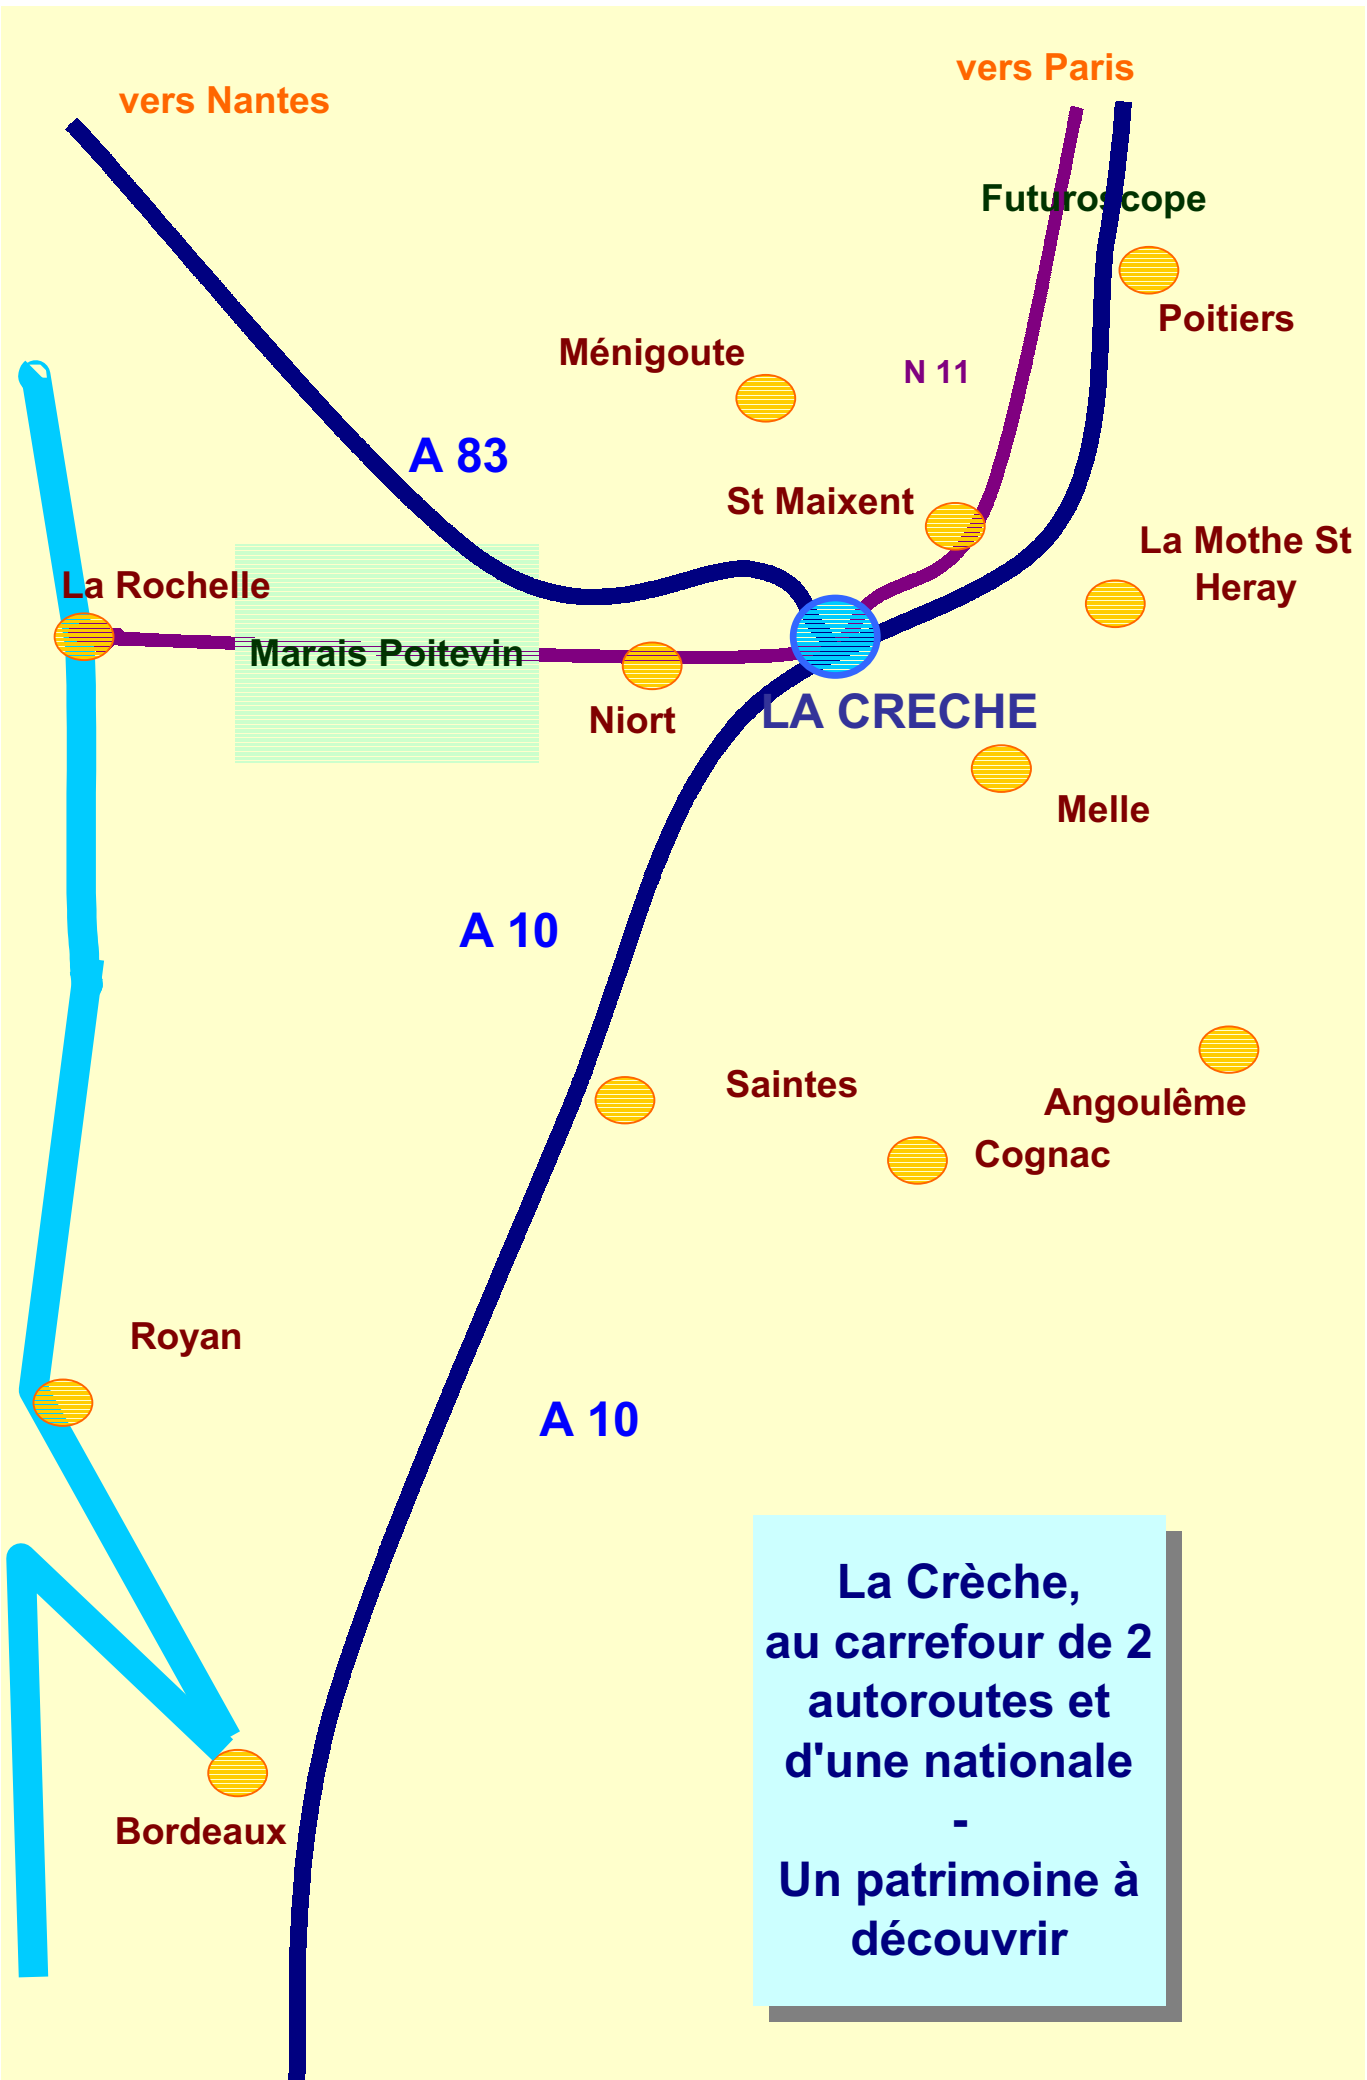 vers Paris
vers Nantes
Futuroscope
Poitiers
Ménigoute
N 11
A 83
St Maixent
La Mothe St
Heray
La Rochelle
Marais Poitevin
Niort
LA CRECHE
Melle
A 10
Saintes
Angoulême
Cognac
Royan
A 10
La Crèche,
au carrefour de 2
autoroutes et
d'une nationale
-
Un patrimoine à
découvrir
Bordeaux